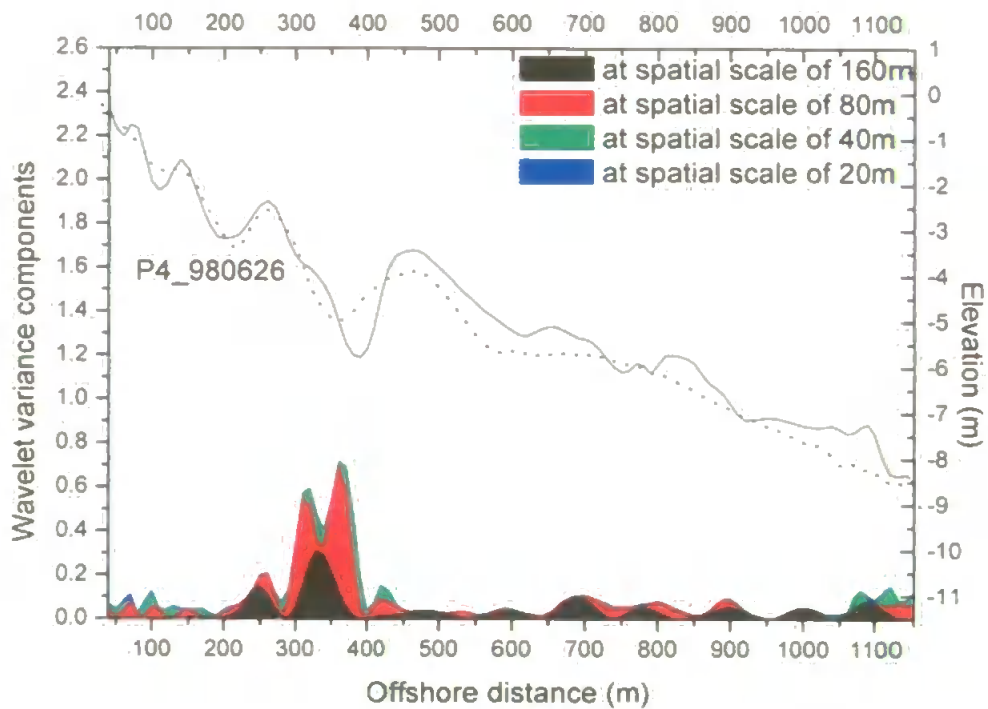 100 200 300 400 500 600 700 800 900 1000 1100
2.6
2.4
2.2
2.0
1.8
1.6
1.4
1.2
1.0
0.8
0.6
0.4
0.2
0.0
Wavelet variance components
at spatial scale of 160m
at spatial scale of 80m
at spatial scale of 40m
at spatial scale of 20m
P4_980626
1
0
-1
-2
-3
-4
-5
-6
-7
-8
-9
-10
-11
Elevation (m)
100 200 300 400 500 600 700 800 900 1000 1100
Offshore distance (m)